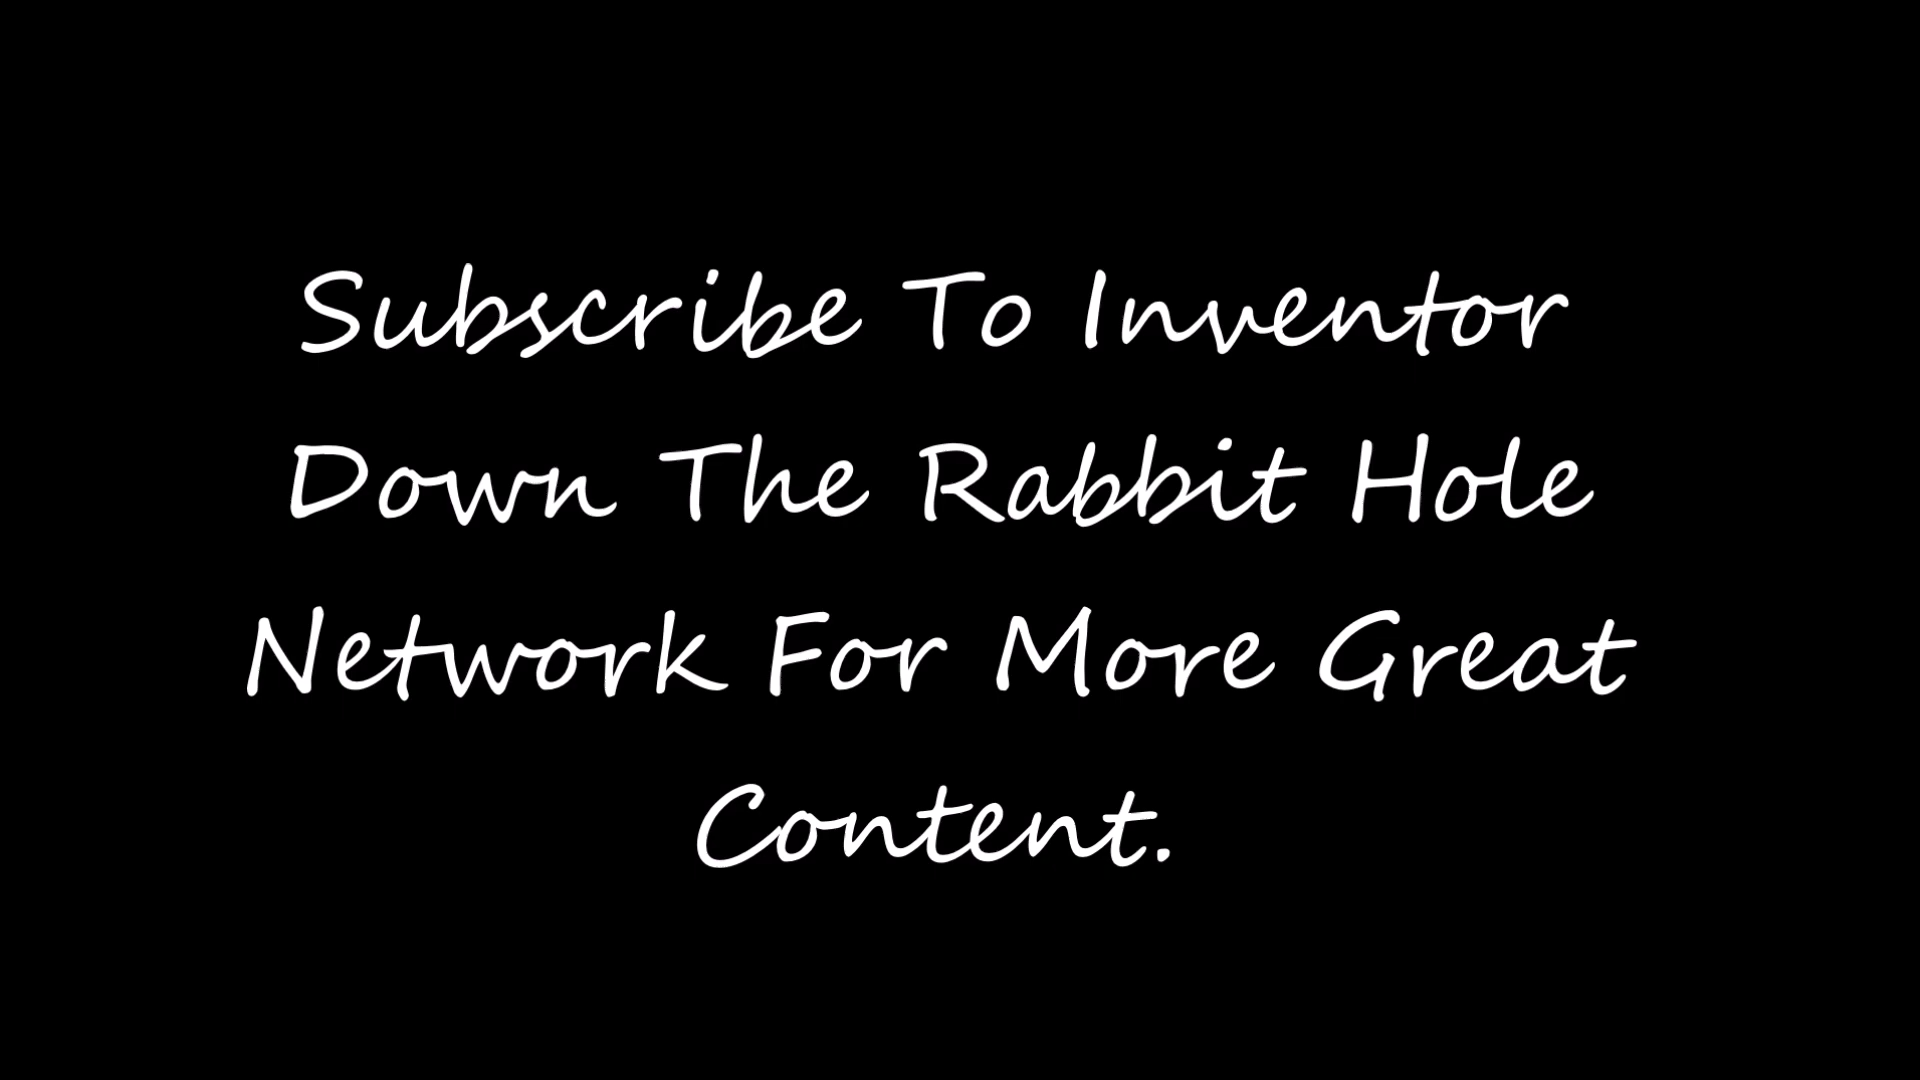 Subscribe To Inventor
Down The Rabbit Hole
Network For More Great
Content.